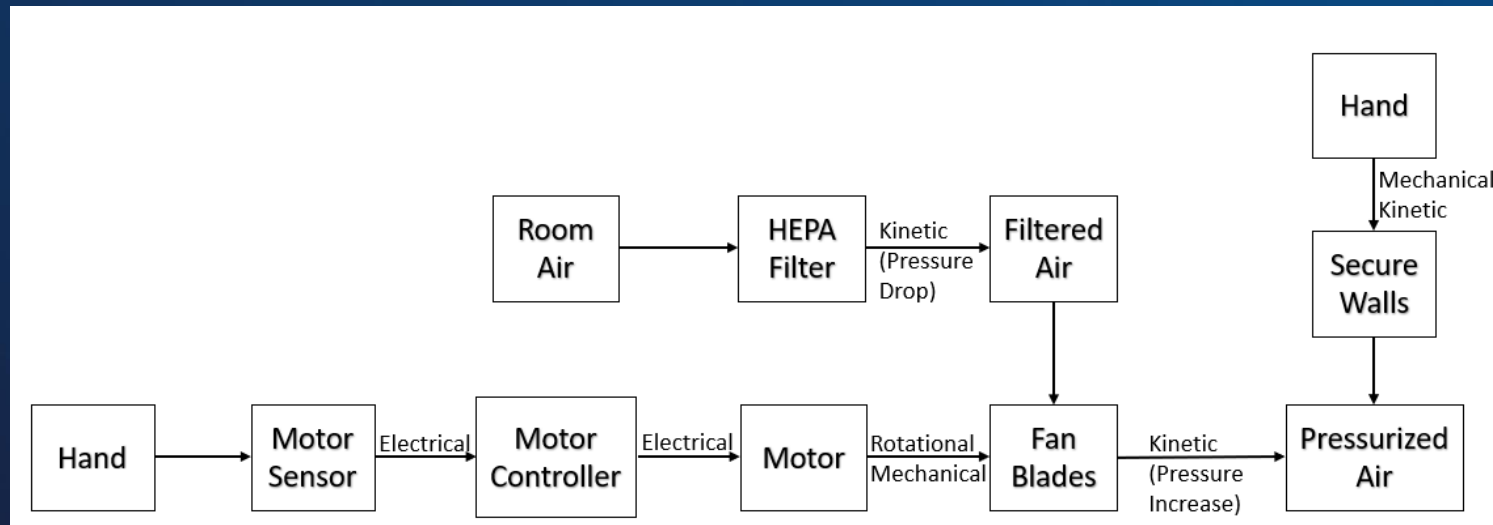 Hand
Mechanical
Kinetic
Room
Air
HEPA
Filter
Kinetic
(Pressure
Drop)
Filtered
Air
Secure
Walls
Hand
Motor
Sensor
Electrical
Motor
Controller
Electrical
Motor
Rotational
Mechanical
Fan
Blades
Kinetic
(Pressure
Increase)
Pressurized
Air